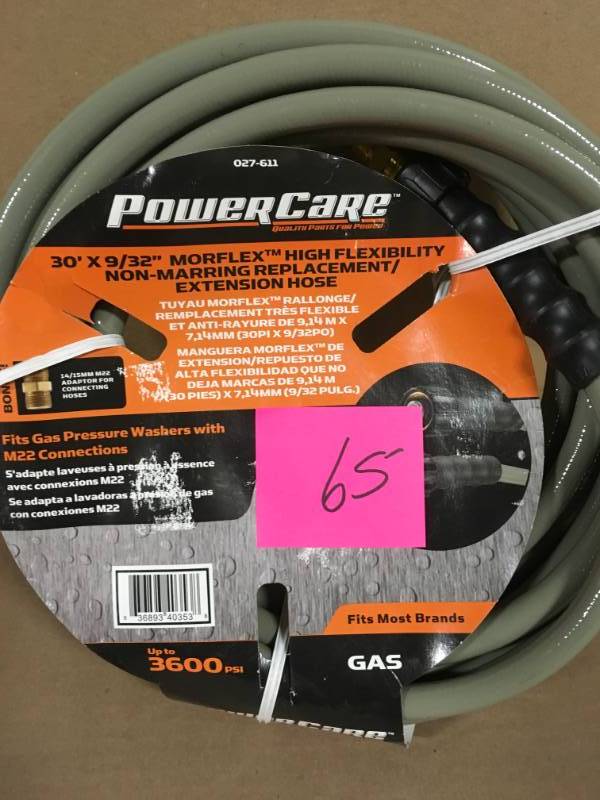 027-611
POWERCARE™
QUALITY PARTS FOR POWER
30' X 9/32" MORFLEX™ HIGH FLEXIBILITY
NON-MARRING REPLACEMENT/
EXTENSION HOSE
TUYAU MORFLEX™ RALLONGE/
REMPLACEMENT TRÈS FLEXIBLE
ET ANTI-RAYURE DE 9,14 M X
7,14MM (30PI X 9/32PO)
MANGUERA MORFLEX™ DE
EXTENSIÓN/REPUESTO DE
ALTA FLEXIBILIDAD QUE NO
DEJA MARCAS DE 9,14 M
(30 PIES) X 7,14MM (9/32 PULG.)
14/15MM M22
ADAPTOR FOR
CONNECTING
HOSES
Fits Gas Pressure Washers with
M22 Connections
S'adapte laveuses à pression à essence
avec connexions M22
Se adapta a lavadoras a presión de gas
con conexiones M22
65
36893 40353
Fits Most Brands
Up to
3600 PSI
GAS